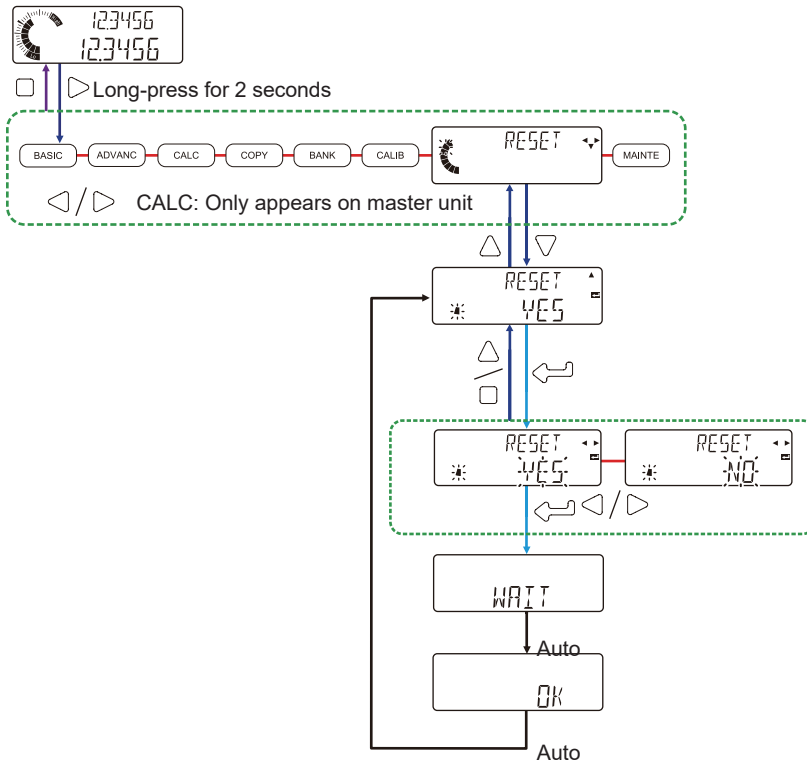 12.3456
12.3456
Long-press for 2 seconds
BASIC ADVANC CALC COPY BANK CALIB RESET MAINTE
CALC: Only appears on master unit
RESET
YES
RESET RESET
YES NO
WAIT
Auto
OK
Auto